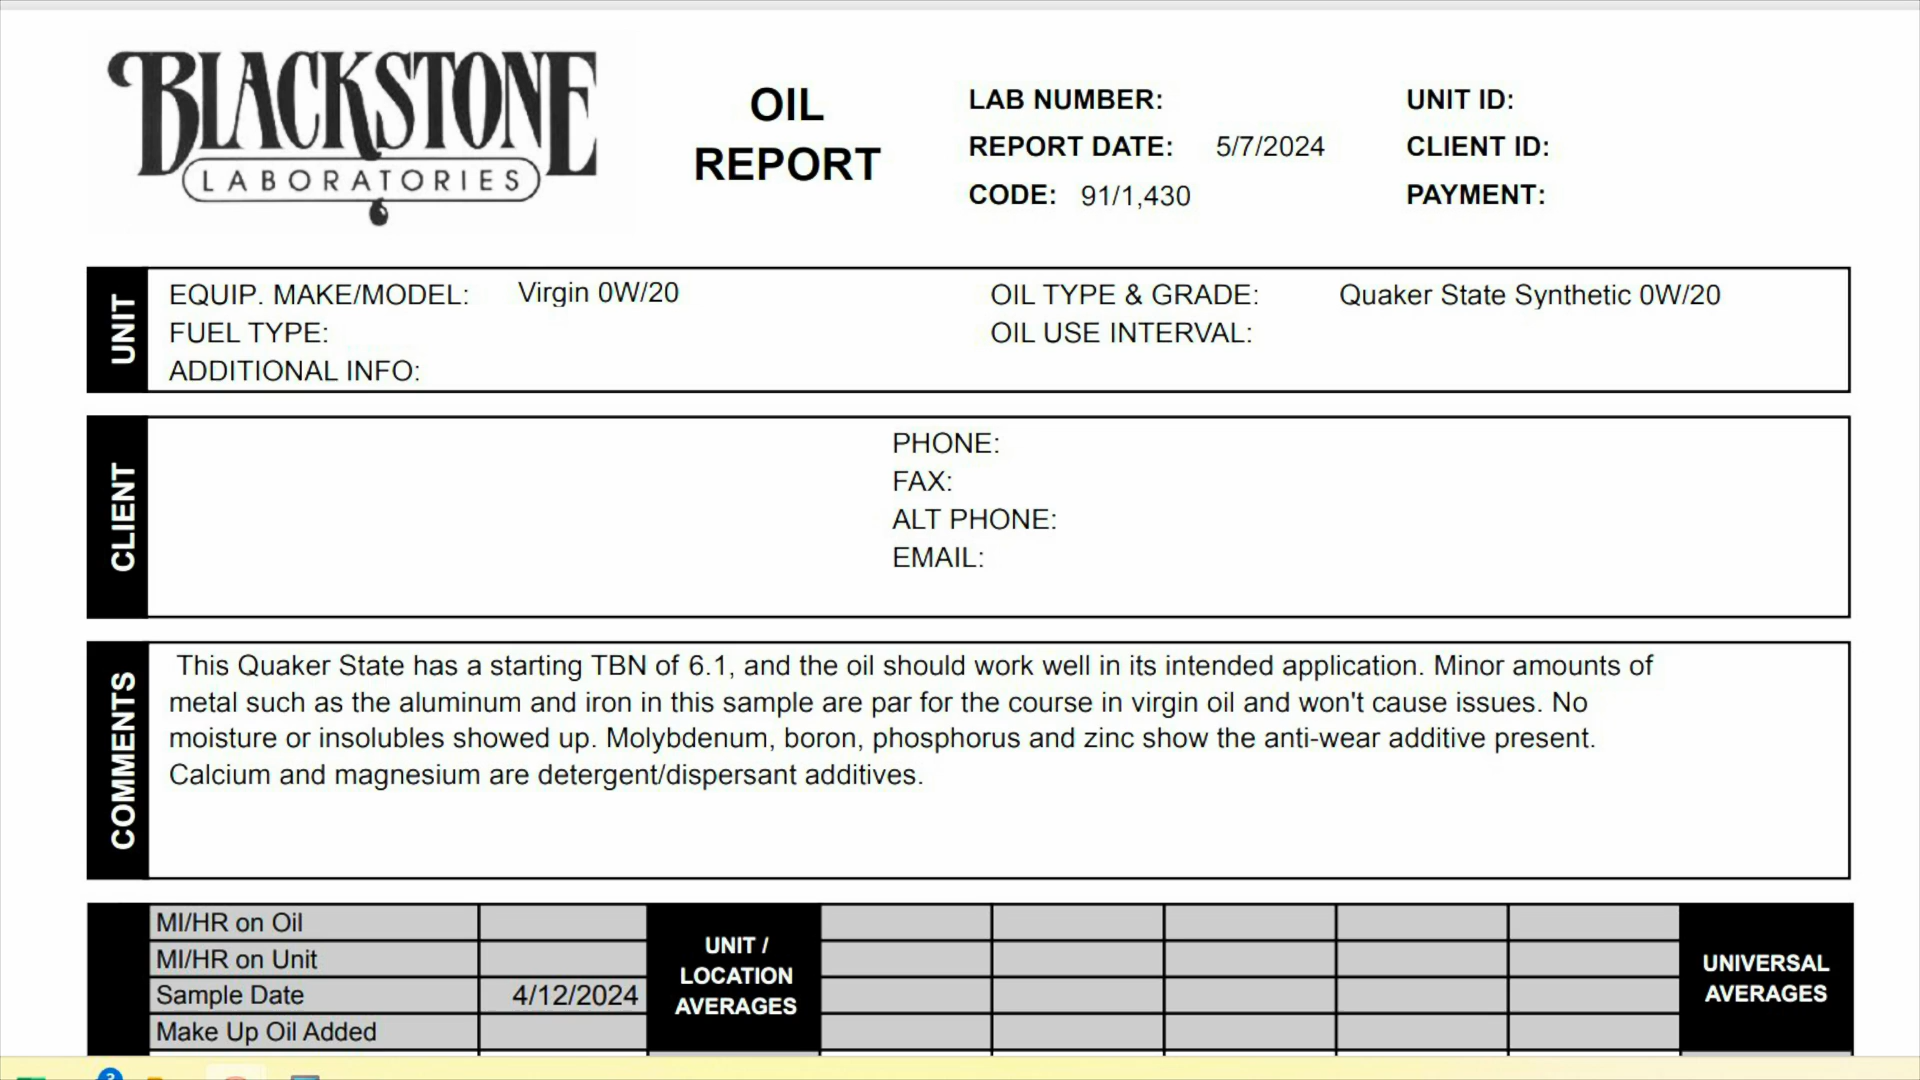 BLACKSTONE
LABORATORIES
OIL
REPORT
LAB NUMBER:
REPORT DATE: 5/7/2024
CODE: 91/1,430
UNIT ID:
CLIENT ID:
PAYMENT:
UNIT
EQUIP. MAKE/MODEL: Virgin 0W/20
FUEL TYPE:
ADDITIONAL INFO:
OIL TYPE & GRADE: Quaker State Synthetic 0W/20
OIL USE INTERVAL:
CLIENT
PHONE:
FAX:
ALT PHONE:
EMAIL:
COMMENTS
This Quaker State has a starting TBN of 6.1, and the oil should work well in its intended application. Minor amounts of
metal such as the aluminum and iron in this sample are par for the course in virgin oil and won't cause issues. No
moisture or insolubles showed up. Molybdenum, boron, phosphorus and zinc show the anti-wear additive present.
Calcium and magnesium are detergent/dispersant additives.
MI/HR on Oil
MI/HR on Unit
Sample Date 4/12/2024
Make Up Oil Added
UNIT /
LOCATION
AVERAGES
UNIVERSAL
AVERAGES